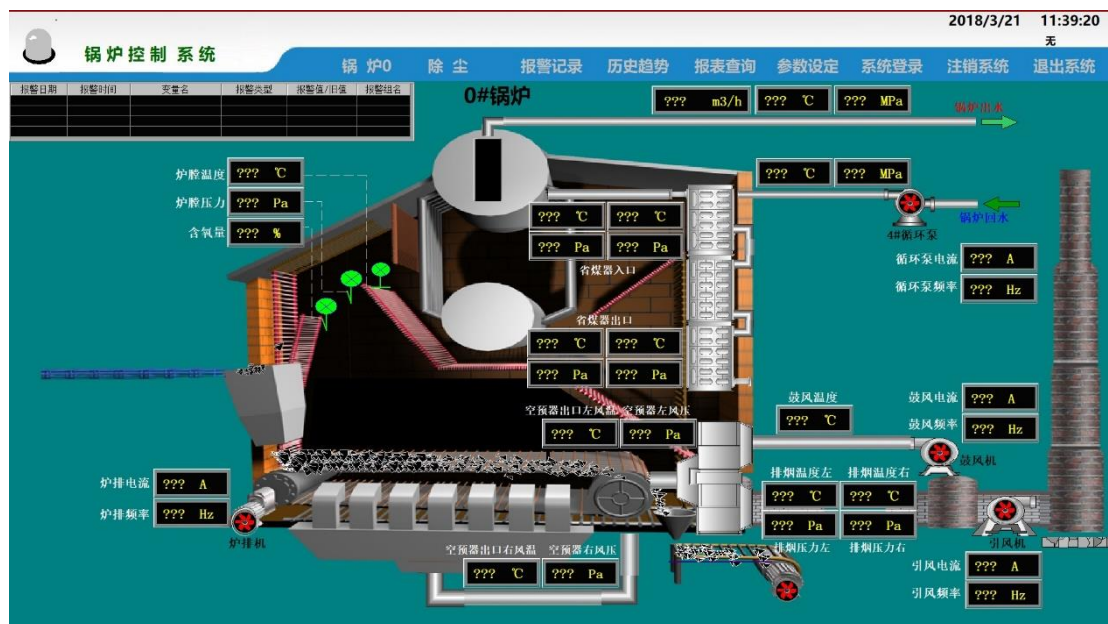 2018/3/21 11:39:20
无
锅炉控制 系统
锅 炉0 除 尘 报警记录 历史趋势 报表查询 参数设定 系统登录 注销系统 退出系统
报警日期 报警时间 变量名 报警类型 报警值/旧值 报警组名
0#锅炉
??? m3/h ??? ℃ ??? MPa
锅炉出水
炉膛温度 ??? ℃
??? ℃ ??? MPa
炉膛压力 ??? Pa
锅炉回水
含氧量 ??? %
4#循环泵
??? ℃ ??? ℃
??? Pa ??? Pa
省煤器入口
循环泵电流 ??? A
循环泵频率 ??? Hz
省煤器出口
??? ℃ ??? ℃
??? Pa ??? Pa
空预器出口左风温 空预器左风压
??? ℃ ??? Pa
鼓风温度
??? ℃
鼓风电流 ??? A
鼓风频率 ??? Hz
鼓风机
炉排电流 ??? A
炉排频率 ??? Hz
炉排机
排烟温度左 排烟温度右
??? ℃ ??? ℃
??? Pa ??? Pa
排烟压力左 排烟压力右
引风机
空预器出口右风温 空预器右风压
??? ℃ ??? Pa
引风电流 ??? A
引风频率 ??? Hz